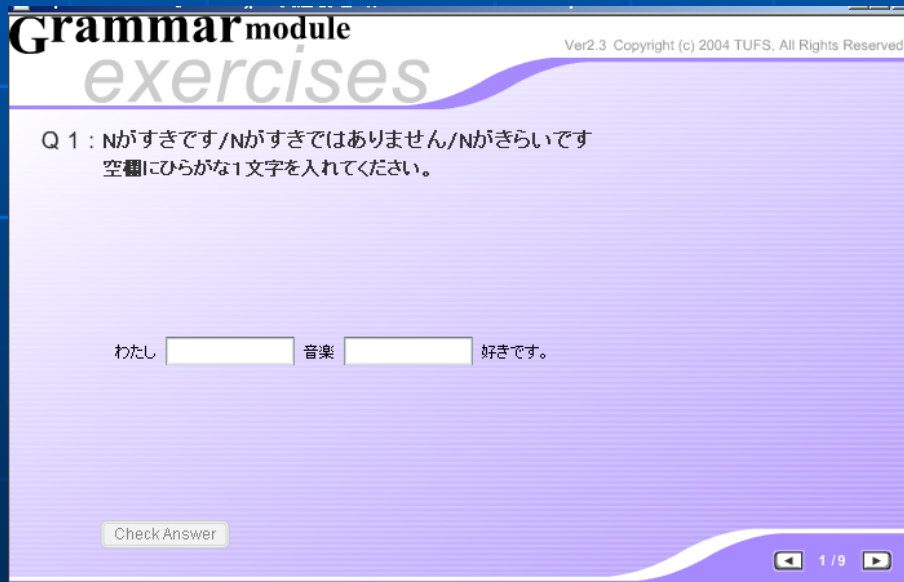 Grammar module
exercises
Ver2.3 Copyright (c) 2004 TUFS, All Rights Reserved
Q 1 : Nがすきです/Nがすきではありません/Nがきらいです
空欄にひらがな1文字を入れてください。
わたし 音楽 好きです。
Check Answer
1/9